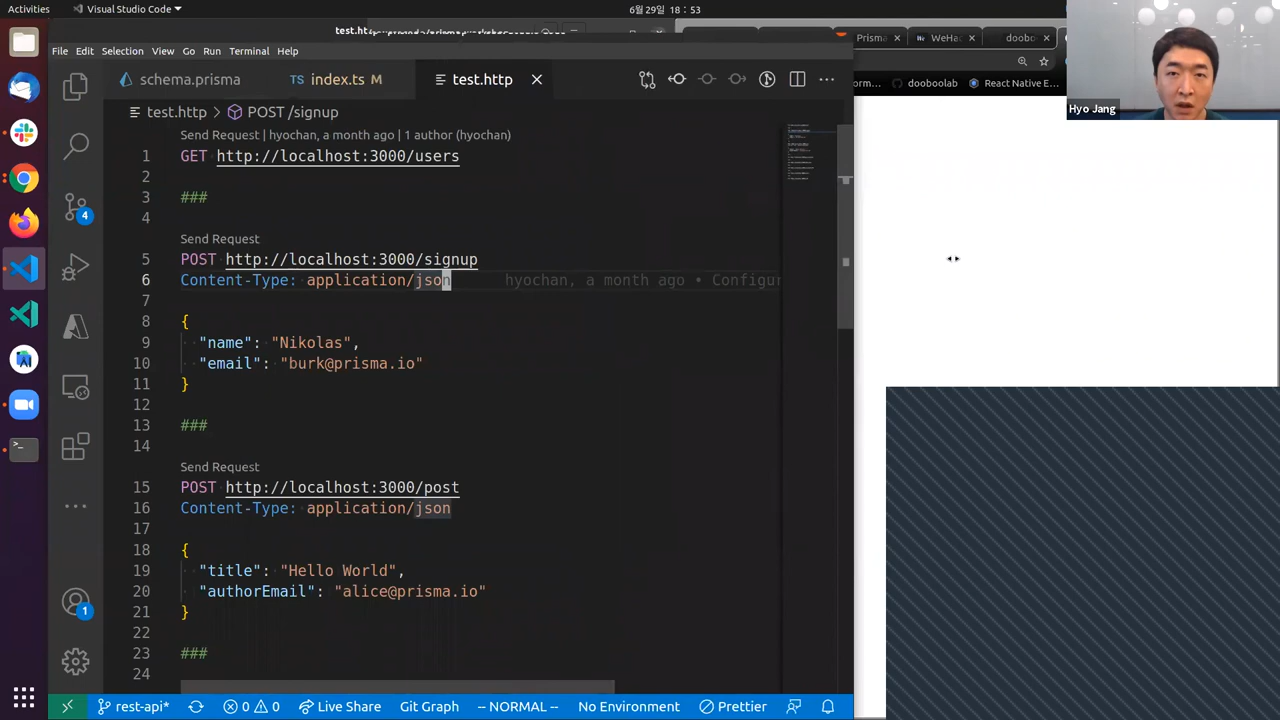 Activities
Visual Studio Code
6월29일 18 : 53
Prisma
WeHac
doobo
File Edit Selection View Go Run Terminal Help
orm…
dooboolab
React Native E…
Hyo Jang
schema.prisma
TS index.ts M
test.http
test.http
POST /signup
Send Request | hyochan, a month ago | 1 author (hyochan)
1 GET http://localhost:3000/users
2
3 ###
4
Send Request
5 POST http://localhost:3000/signup
6 Content-Type: application/json hyochan, a month ago • Configur
7
8 {
9 "name": "Nikolas",
10 "email": "burk@prisma.io"
11 }
12
13 ###
14
Send Request
15 POST http://localhost:3000/post
16 Content-Type: application/json
17
18 {
19 "title": "Hello World",
20 "authorEmail": "alice@prisma.io"
21 }
22
23 ###
24
4
1
rest-api* 0 0 Live Share Git Graph -- NORMAL -- No Environment Prettier